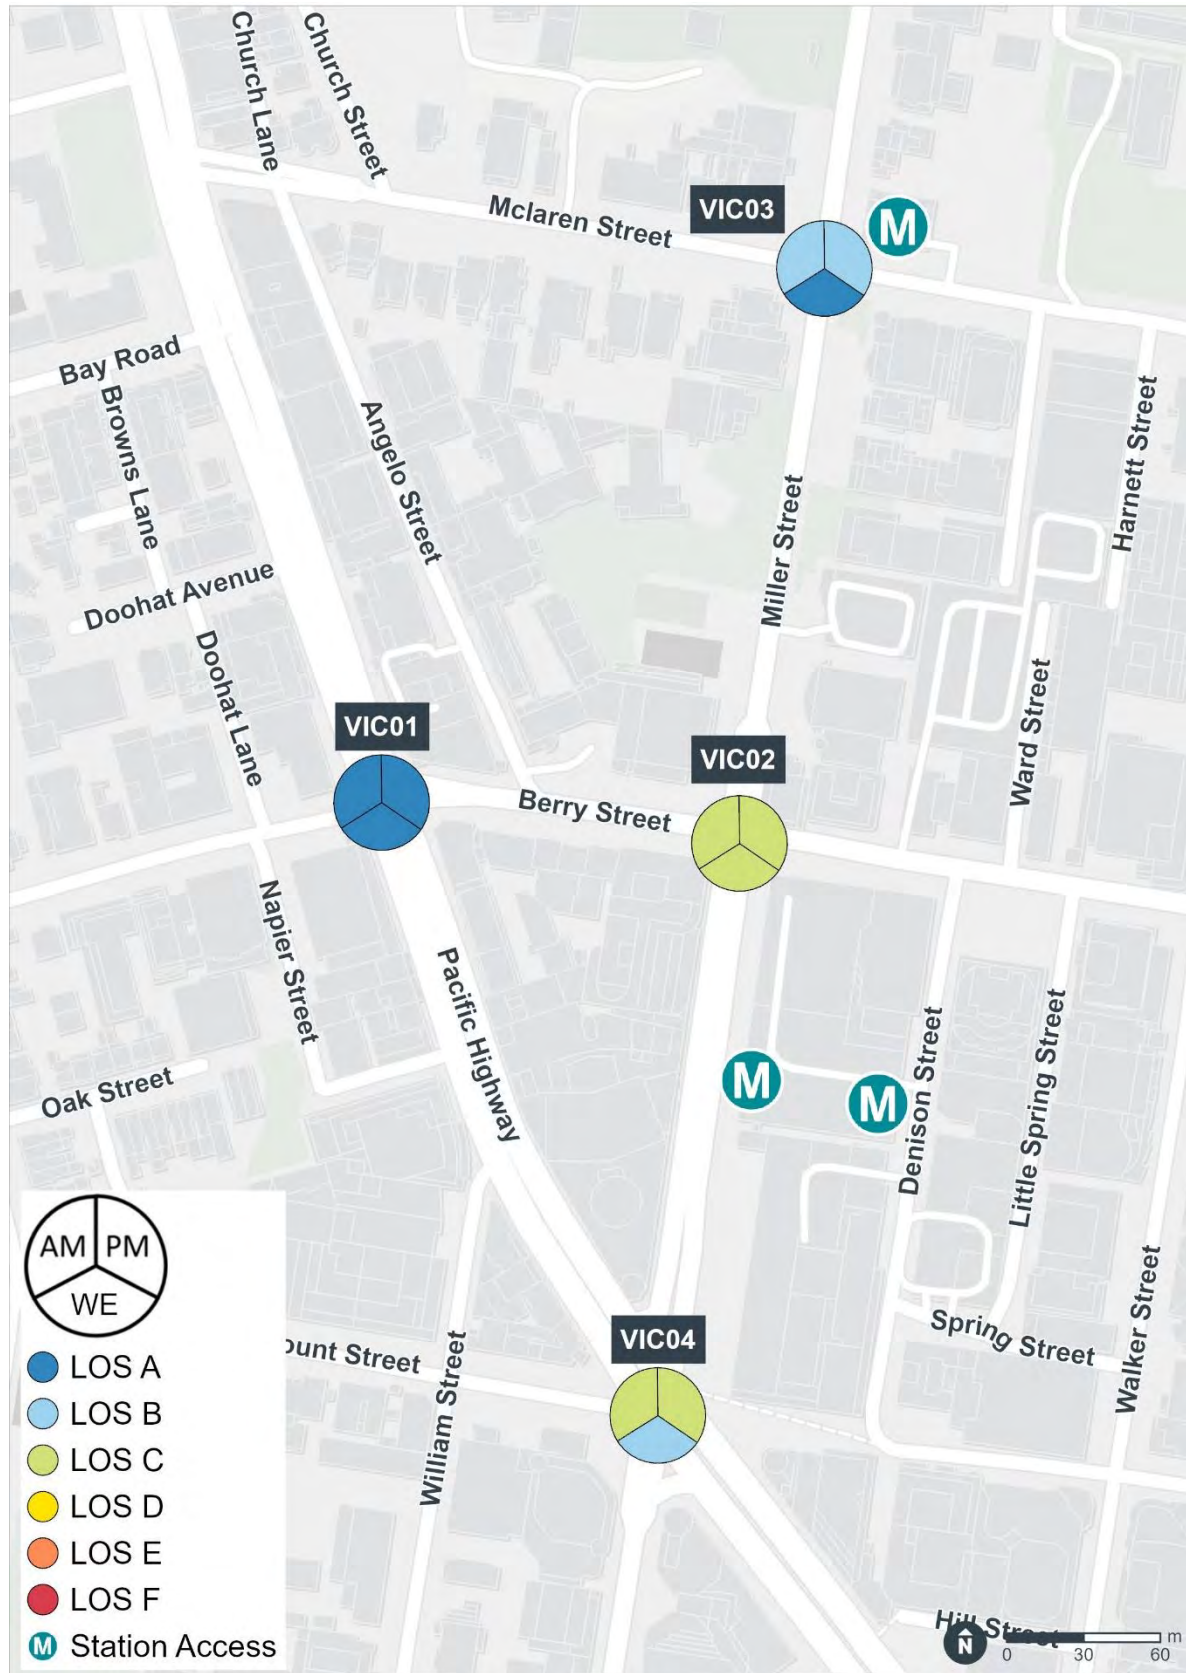 Church Lane
Church Street
Mclaren Street
VIC03
M
Bay Road
Browns Lane
Angelo Street
Harnett Street
Miller Street
Doohat Avenue
Doohat Lane
Ward Street
VIC01
VIC02
Berry Street
Napier Street
Pacific Highway
M
M
Oak Street
Denison Street
Little Spring Street
AM PM
WE
VIC04
Spring Street
Walker Street
ount Street
William Street
LOS A
LOS B
LOS C
LOS D
LOS E
LOS F
M Station Access
Hill Street
N
m
0 30 60